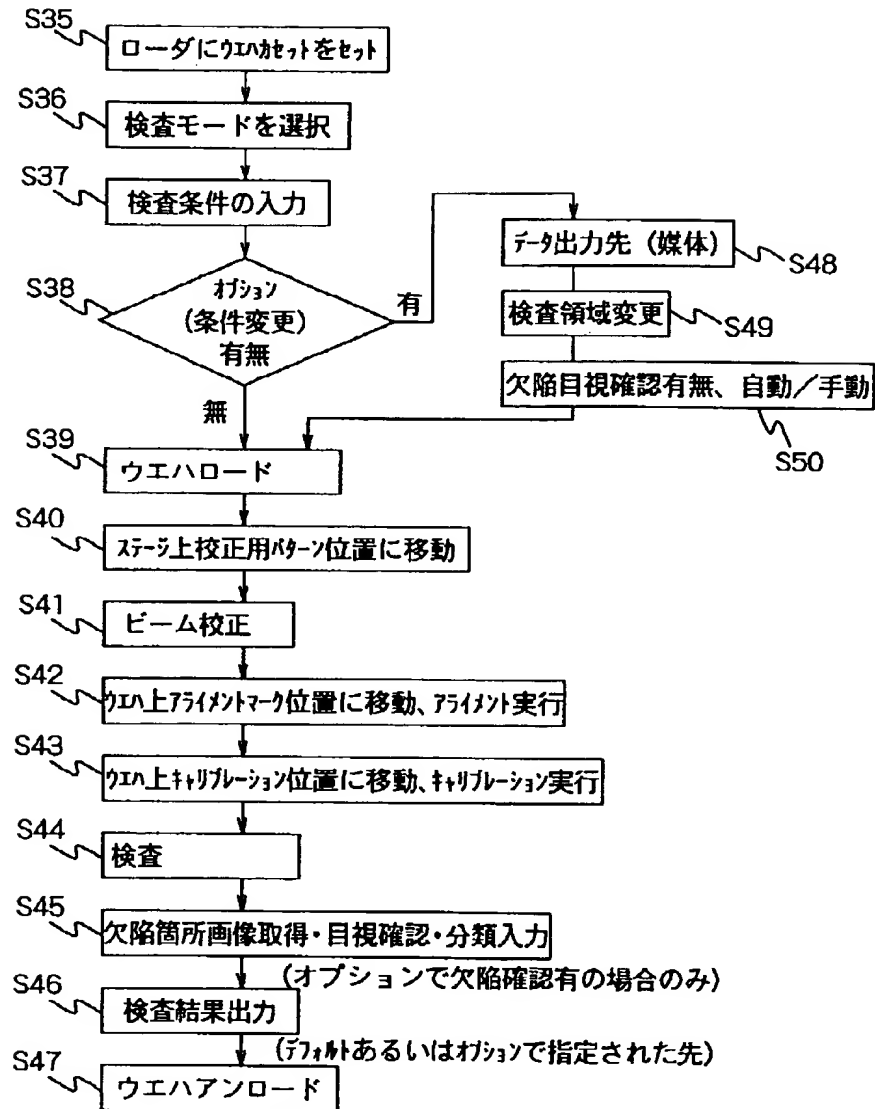 S35
ローダにウエハカセットをセット
S36
検査モードを選択
S37
検査条件の入力
S38
オプション
(条件変更)
有無
有
無
データ出力先(媒体)
S48
検査領域変更
S49
欠陥目視確認有無、自動/手動
S50
S39
ウエハロード
S40
ステージ上校正用パターン位置に移動
S41
ビーム校正
S42
ウエハ上アライメントマーク位置に移動、アライメント実行
S43
ウエハ上キャリブレーション位置に移動、キャリブレーション実行
S44
検査
S45
欠陥箇所画像取得・目視確認・分類入力
(オプションで欠陥確認有の場合のみ)
S46
検査結果出力
(デフォルトあるいはオプションで指定された先)
S47
ウエハアンロード